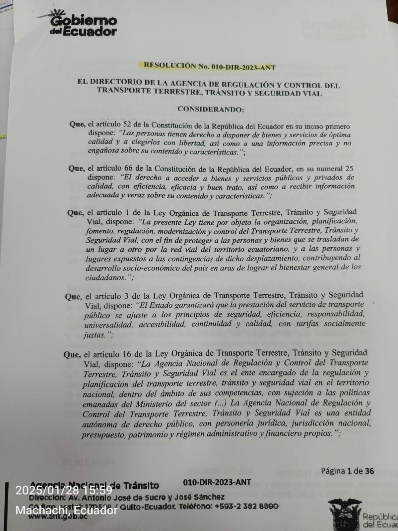 Gobierno
del Ecuador
RESOLUCIÓN No. 010-DIR-2023-ANT
EL DIRECTORIO DE LA AGENCIA DE REGULACIÓN Y CONTROL DEL
TRANSPORTE TERRESTRE, TRÁNSITO Y SEGURIDAD VIAL
CONSIDERANDO:
Que, el artículo 52 de la Constitución de la República del Ecuador en su inciso primero
dispone: "Las personas tienen derecho a disponer de bienes y servicios de óptima
calidad y a elegirlos con libertad, así como a una información precisa y no
engañosa sobre su contenido y características.";
Que, el artículo 66 de la Constitución de la República del Ecuador, en su numeral 25
dispone: "El derecho a acceder a bienes y servicios públicos y privados de
calidad, con eficiencia, eficacia y buen trato, así como a recibir información
adecuada y veraz sobre su contenido y características.";
Que, el artículo 1 de la Ley Orgánica de Transporte Terrestre, Tránsito y Seguridad
Vial, dispone: "La presente Ley tiene por objeto la organización, planificación,
fomento, regulación, modernización y control del Transporte Terrestre, Tránsito y
Seguridad Vial, con el fin de proteger a las personas y bienes que se trasladan de
un lugar a otro por la red vial del territorio ecuatoriano, y a las personas y
lugares expuestos a las contingencias de dicho desplazamiento, contribuyendo al
desarrollo socio-económico del país en aras de lograr el bienestar general de los
ciudadanos.";
Que, el artículo 3 de la Ley Orgánica de Transporte Terrestre, Tránsito y Seguridad
Vial, dispone: "El Estado garantizará que la prestación del servicio de transporte
público se ajuste a los principios de seguridad, eficiencia, responsabilidad,
universalidad, accesibilidad, continuidad y calidad, con tarifas socialmente
justas.";
Que, el artículo 16 de la Ley Orgánica de Transporte Terrestre, Tránsito y Seguridad
Vial, dispone: "La Agencia Nacional de Regulación y Control del Transporte
Terrestre, Tránsito y Seguridad Vial es el ente encargado de la regulación y
planificación del transporte terrestre, tránsito y seguridad vial en el territorio
nacional, dentro del ámbito de sus competencias, con sujeción a las políticas
emanadas del Ministerio del sector (...) La Agencia Nacional de Regulación y
Control del Transporte Terrestre, Tránsito y Seguridad Vial es una entidad
autónoma de derecho público, con personería jurídica, jurisdicción nacional,
presupuesto, patrimonio y régimen administrativo y financiero propios.";
Página 1 de 36
Agencia Nacional de Tránsito 010-DIR-2023-ANT
2025/01/28 15:59
Dirección: Av. Antonio José de Sucre y José Sánchez
Quito-Ecuador. Teléfono: +593-2 382 8890
Machachi, Ecuador
www.ant.gob.ec
República
del Ecuador